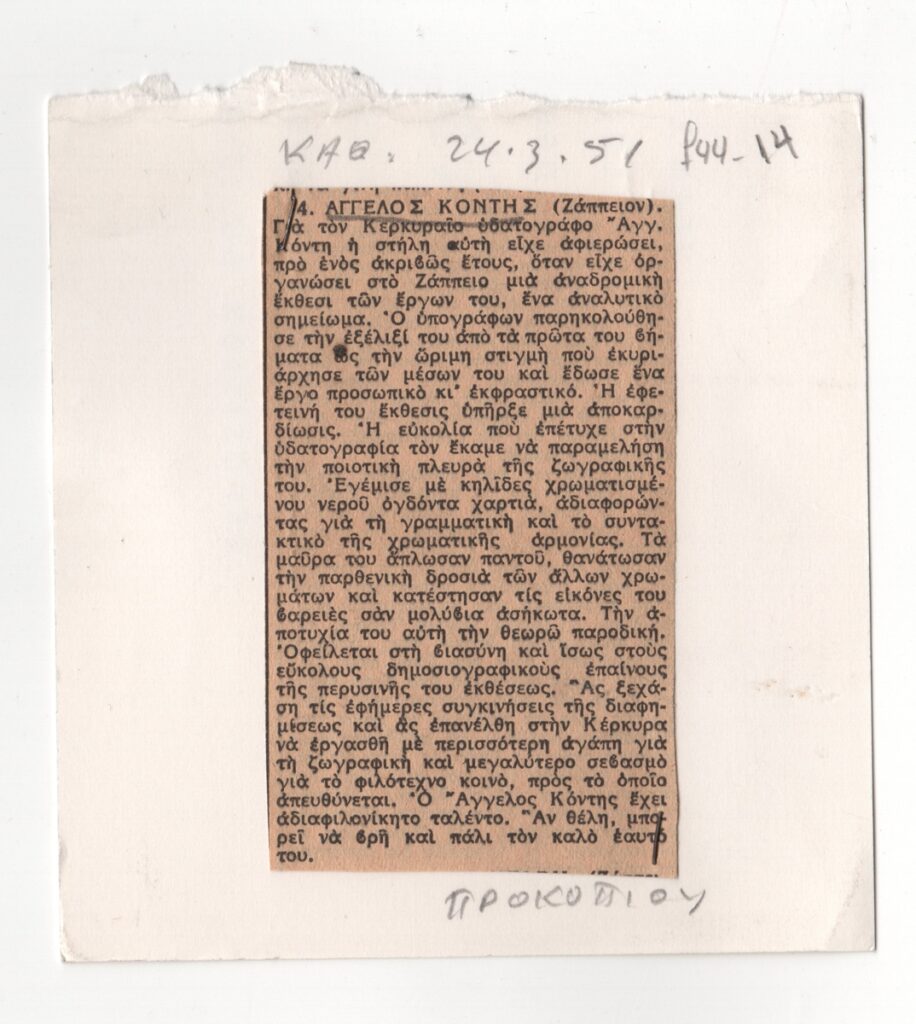 ΚΑΘ. 24.3.51 f44-14
4. ΑΓΓΕΛΟΣ ΚΟΝΤΗΣ (Ζάππειον).
Γιὰ τὸν Κερκυραῖο ὑδατογράφο Ἄγγ.
Κόντη ἡ στήλη αὐτὴ εἶχε ἀφιερώσει,
πρὸ ἑνὸς ἀκριβῶς ἔτους, ὅταν εἶχε ὀρ-
γανώσει στὸ Ζάππειο μιὰ ἀναδρομικὴ
ἔκθεσι τῶν ἔργων του, ἕνα ἀναλυτικὸ
σημείωμα. Ὁ ὑπογράφων παρηκολούθη-
σε τὴν ἐξέλιξί του ἀπὸ τὰ πρῶτα του βή-
ματα ὣς τὴν ὥριμη στιγμὴ ποὺ ἐκυρι-
άρχησε τῶν μέσων του καὶ ἔδωσε ἕνα
ἔργο προσωπικὸ κι' ἐκφραστικό. Ἡ ἐφε-
τεινή του ἔκθεσις ὑπῆρξε μιὰ ἀποκαρ-
δίωσις. Ἡ εὐκολία ποὺ ἐπέτυχε στὴν
ὑδατογραφία τὸν ἔκαμε νὰ παραμελήση
τὴν ποιοτικὴ πλευρὰ τῆς ζωγραφικῆς
του. Ἐγέμισε μὲ κηλῖδες χρωματισμέ-
νου νεροῦ ὀγδόντα χαρτιά, ἀδιαφορών-
τας γιὰ τὴ γραμματικὴ καὶ τὸ συντα-
κτικὸ τῆς χρωματικῆς ἁρμονίας. Τὰ
μαῦρα του ἅπλωσαν παντοῦ, θανάτωσαν
τὴν παρθενικὴ δροσιὰ τῶν ἄλλων χρω-
μάτων καὶ κατέστησαν τὶς εἰκόνες του
βαρειὲς σὰν μολύβια ἀσήκωτα. Τὴν ἀ-
ποτυχία του αὐτὴ τὴν θεωρῶ παροδική.
Ὀφείλεται στὴ βιασύνη καὶ ἴσως στοὺς
εὔκολους δημοσιογραφικοὺς ἐπαίνους
τῆς περυσινῆς του ἐκθέσεως. Ἂς ξεχά-
ση τὶς ἐφήμερες συγκινήσεις τῆς διαφη-
μίσεως καὶ ἂς ἐπανέλθη στὴν Κέρκυρα
νὰ ἐργασθῆ μὲ περισσότερη ἀγάπη γιὰ
τὴ ζωγραφικὴ καὶ μεγαλύτερο σεβασμὸ
γιὰ τὸ φιλότεχνο κοινό, πρὸς τὸ ὁποῖο
ἀπευθύνεται. Ὁ Ἄγγελος Κόντης ἔχει
ἀδιαφιλονίκητο ταλέντο. Ἂν θέλη, μπο-
ρεῖ νὰ βρῆ καὶ πάλι τὸν καλὸ ἑαυτό
του.
ΠΡΟΚΟΠΙΟΥ